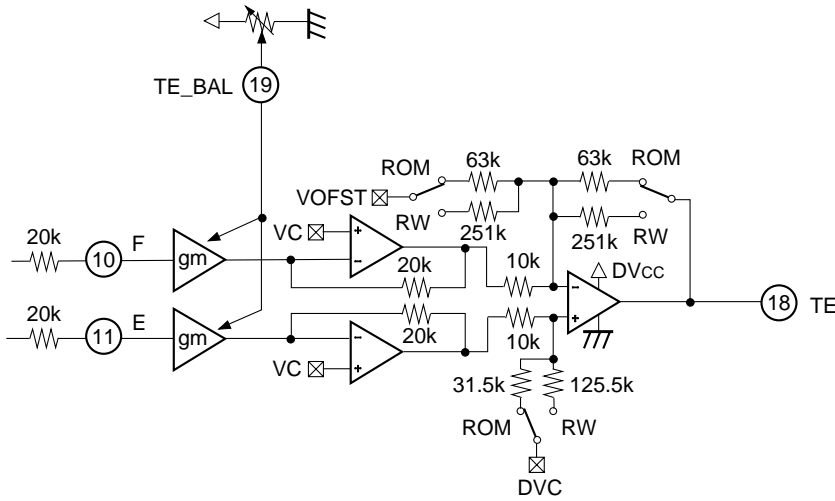 19
TE_BAL
ROM
63k
63k
ROM
VOFST
RW
251k
251k
RW
20k
10
F
gm
VC
+
-
20k
10k
-
+
DVCC
18
TE
20k
11
E
gm
20k
10k
VC
-
+
31.5k
125.5k
ROM
RW
DVC